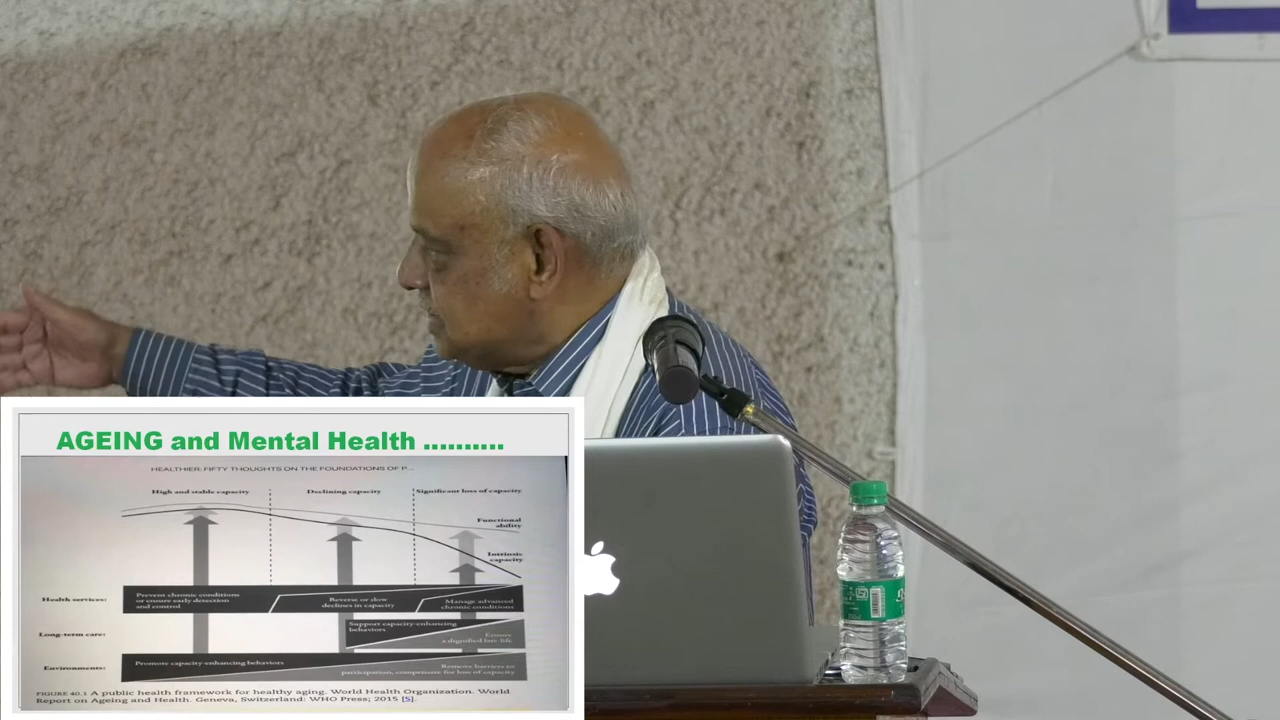 AGEING and Mental Health ..........
HEALTHIER: FIFTY THOUGHTS ON THE FOUNDATIONS OF P...
High and stable capacity
Declining capacity
Significant loss of capacity
Functional
ability
Intrinsic
capacity
Health services:
Prevent chronic conditions
or ensure early detection
and control
Reverse or slow
declines in capacity
Manage advanced
chronic conditions
Long-term care:
Support capacity-enhancing
behaviors
Ensure
a dignified late life
Environments:
Promote capacity-enhancing behaviors
Remove barriers to
participation, compensate for loss of capacity
FIGURE 40.1 A public health framework for healthy aging. World Health Organization. World
Report on Ageing and Health. Geneva, Switzerland: WHO Press; 2015 [5].